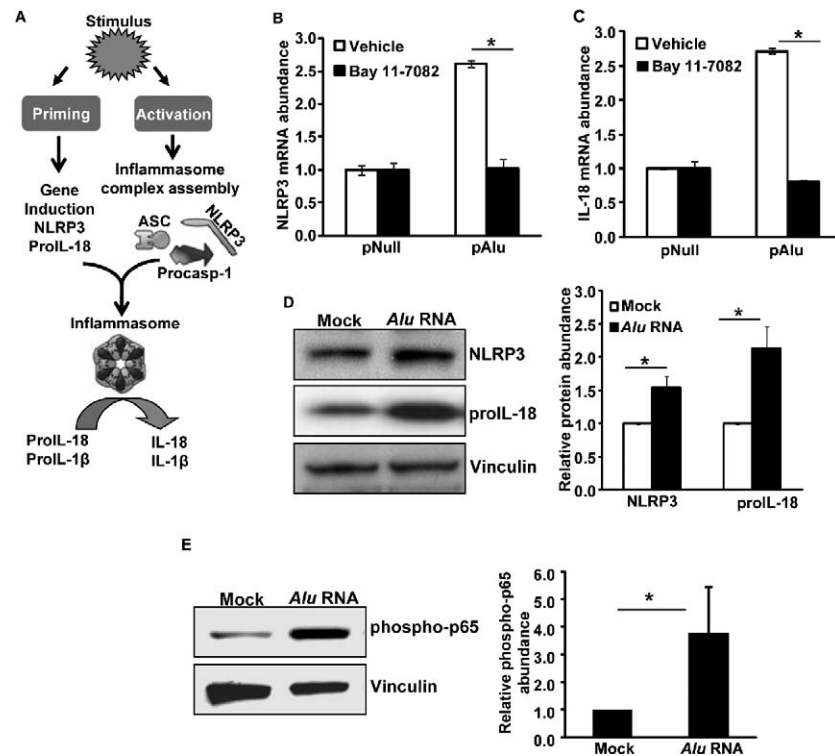 A
Stimulus
Priming
Activation
Gene
Induction
NLRP3
ProIL-18
Inflammasome
complex assembly
ASC
NLRP3
Procasp-1
Inflammasome
ProIL-18
ProIL-1β
IL-18
IL-1β
B
NLRP3 mRNA abundance
3.0
2.5
2.0
1.5
1.0
0.5
0.0
Vehicle
Bay 11-7082
*
pNull
pAlu
C
IL-18 mRNA abundance
3.0
2.5
2.0
1.5
1.0
0.5
0.0
Vehicle
Bay 11-7082
*
pNull
pAlu
D
Mock
Alu RNA
NLRP3
proIL-18
Vinculin
Relative protein abundance
3.0
2.5
2.0
1.5
1.0
0.5
0.0
Mock
Alu RNA
*
*
NLRP3
proIL-18
E
Mock
Alu RNA
phospho-p65
Vinculin
Relative phospho-p65
abundance
6.0
5.0
4.0
3.0
2.0
1.0
0.0
*
Mock
Alu RNA